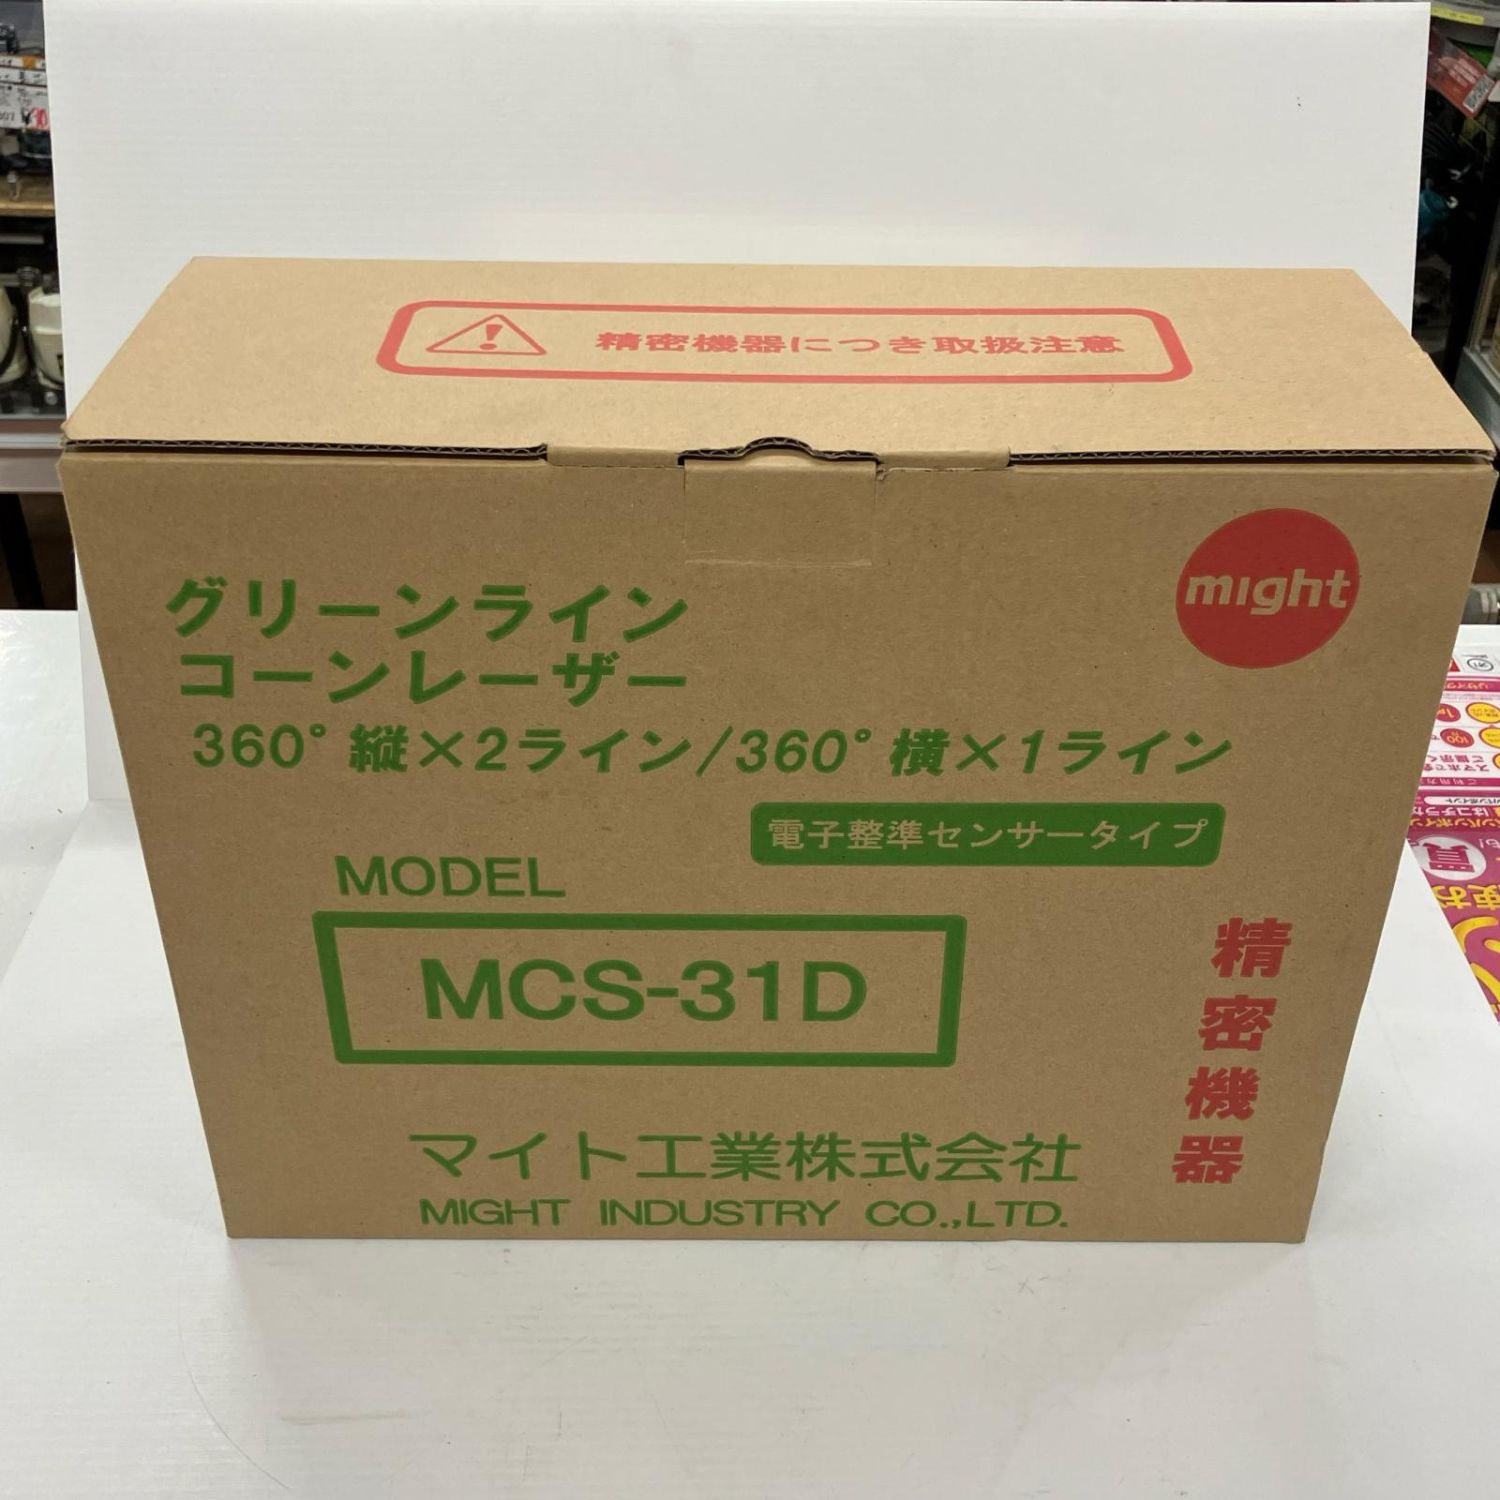 精密機器につき取扱注意
might
グリーンライン
コーンレーザー
360°縦×2ライン/360°横×1ライン
電子整準センサータイプ
MODEL
MCS-31D
精密機器
マイト工業株式会社
MIGHT INDUSTRY CO.,LTD.